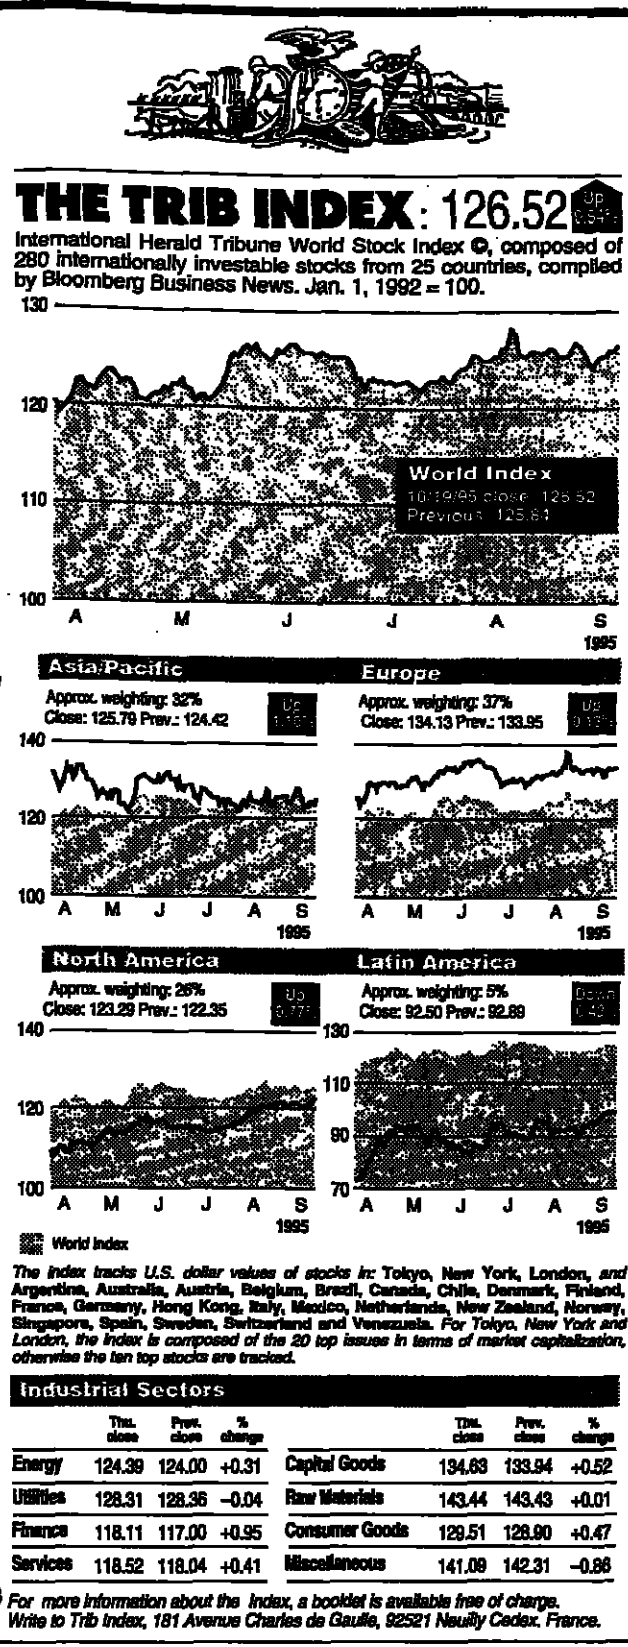 THE TRIB INDEX: 126.52 Up
International Herald Tribune World Stock Index ©, composed of
280 internationally investable stocks from 25 countries, compiled
by Bloomberg Business News. Jan. 1, 1992 = 100.
130
120
110
100
World Index
10/19/95 close: 126.52
Previous: 125.84
A M J J A S
1995
Asia/Pacific
Approx. weighting: 32%
Close: 125.79 Prev.: 124.42
Up
140
120
100
A M J J A S
1995
Europe
Approx. weighting: 37%
Close: 134.13 Prev.: 133.95
Up
A M J J A S
1995
North America
Approx. weighting: 26%
Close: 123.29 Prev.: 122.35
Up
140
120
100
A M J J A S
1995
Latin America
Approx. weighting: 5%
Close: 92.50 Prev.: 92.89
Down
130
110
90
70
A M J J A S
1995
World Index
The index tracks U.S. dollar values of stocks in: Tokyo, New York, London, and
Argentina, Australia, Austria, Belgium, Brazil, Canada, Chile, Denmark, Finland,
France, Germany, Hong Kong, Italy, Mexico, Netherlands, New Zealand, Norway,
Singapore, Spain, Sweden, Switzerland and Venezuela. For Tokyo, New York and
London, the index is composed of the 20 top issues in terms of market capitalization,
otherwise the ten top stocks are tracked.
Industrial Sectors
Thu. close Prev. close % change
Energy 124.39 124.00 +0.31
Utilities 128.31 128.36 –0.04
Finance 118.11 117.00 +0.95
Services 118.52 118.04 +0.41
Thu. close Prev. close % change
Capital Goods 134.63 133.94 +0.52
Raw Materials 143.44 143.43 +0.01
Consumer Goods 129.51 128.90 +0.47
Miscellaneous 141.09 142.31 –0.86
For more information about the Index, a booklet is available free of charge.
Write to Trib Index, 181 Avenue Charles de Gaulle, 92521 Neuilly Cedex, France.